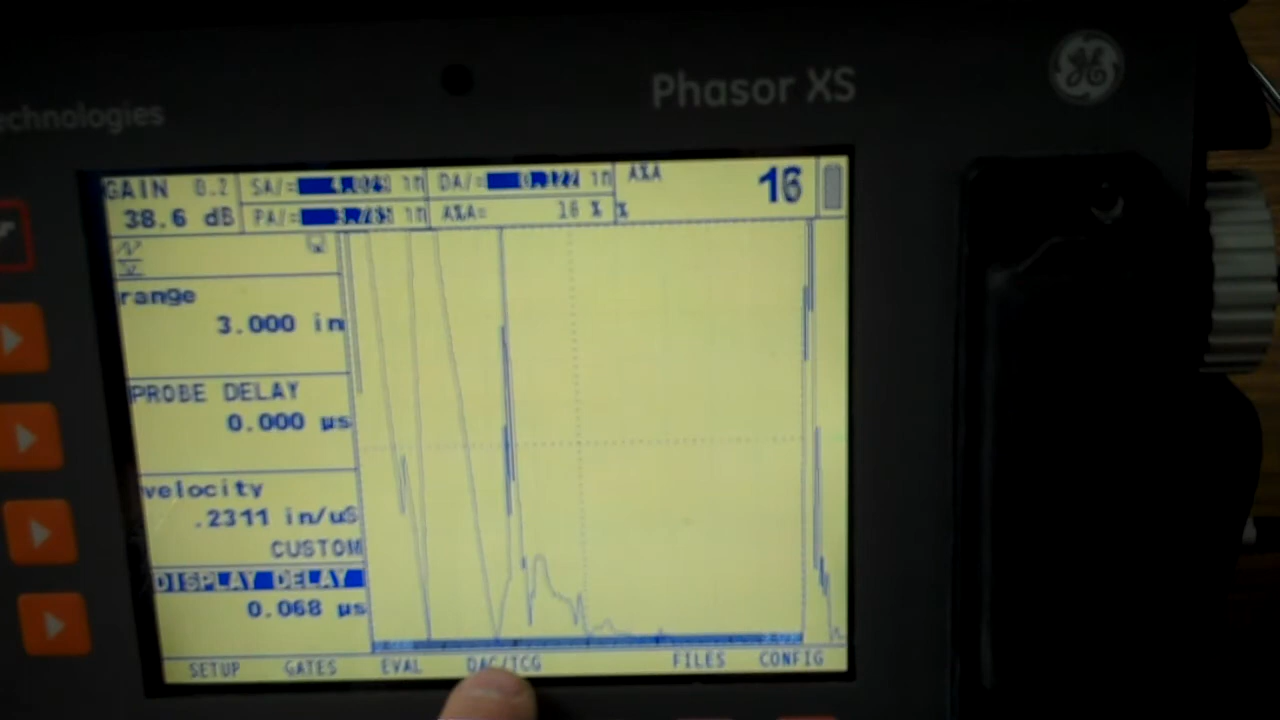 echnologies
Phasor XS
GE
GAIN 0.2
38.6 dB
SA/= in
DA/= in
A%A
16
PA/= in
A%A= 16 %
%
range
3.000 in
PROBE DELAY
0.000 µs
velocity
.2311 in/uS
CUSTOM
DISPLAY DELAY
0.068 µs
SETUP GATES EVAL DAC/TCG FILES CONFIG